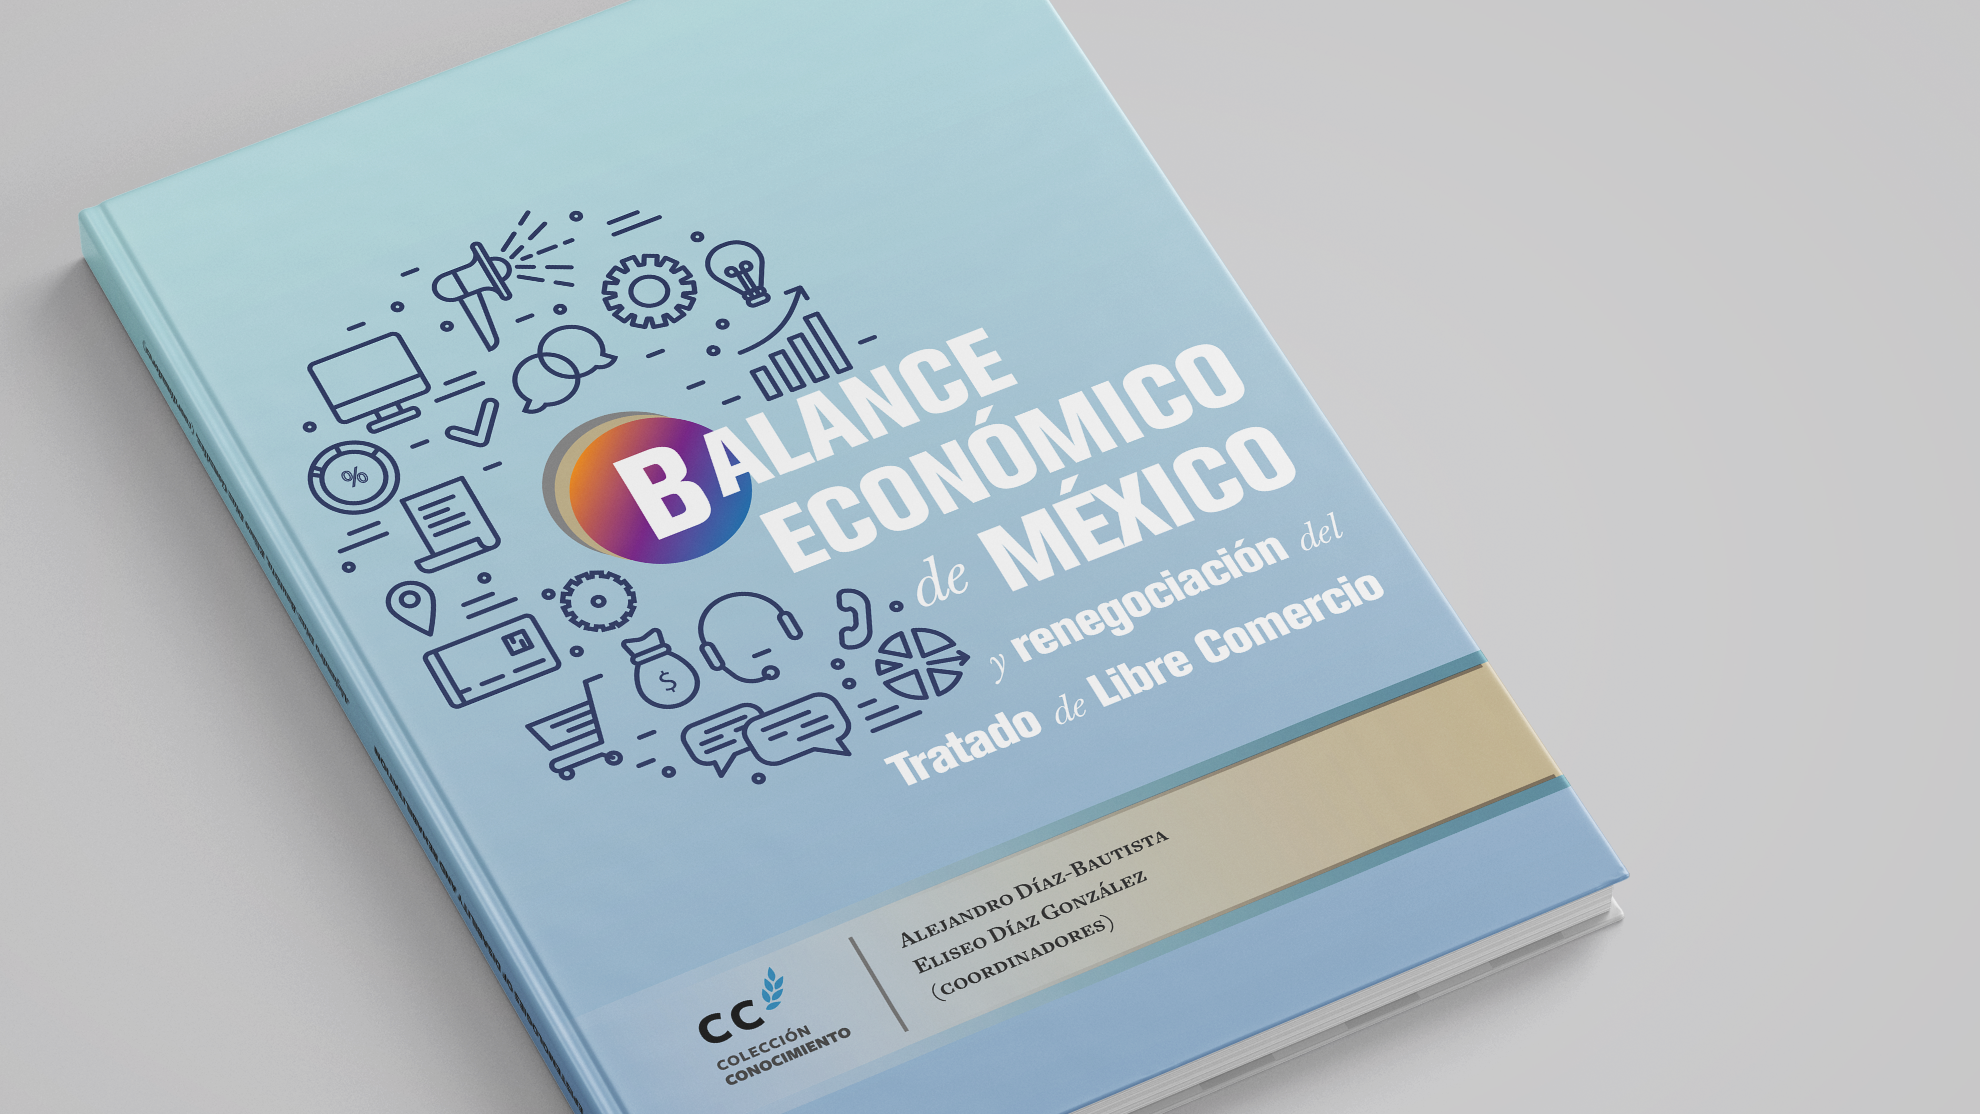 BALANCE
ECONÓMICO
de MÉXICO
y renegociación del
Tratado de Libre Comercio
%
$
ALEJANDRO DÍAZ-BAUTISTA
ELISEO DÍAZ GONZÁLEZ
(COORDINADORES)
CC
COLECCIÓN
CONOCIMIENTO